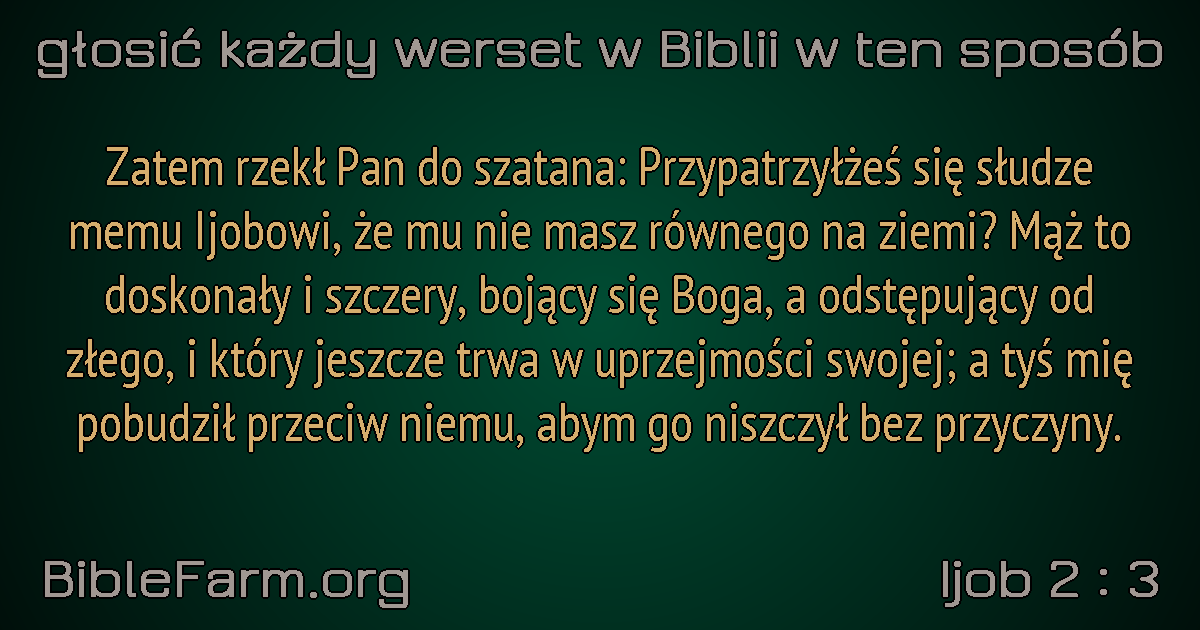 głosić każdy werset w Biblii w ten sposób
Zatem rzekł Pan do szatana: Przypatrzyłżeś się słudze
memu Ijobowi, że mu nie masz równego na ziemi? Mąż to
doskonały i szczery, bojący się Boga, a odstępujący od
złego, i który jeszcze trwa w uprzejmości swojej; a tyś mię
pobudził przeciw niemu, abym go niszczył bez przyczyny.
BibleFarm.org
Ijob 2 : 3